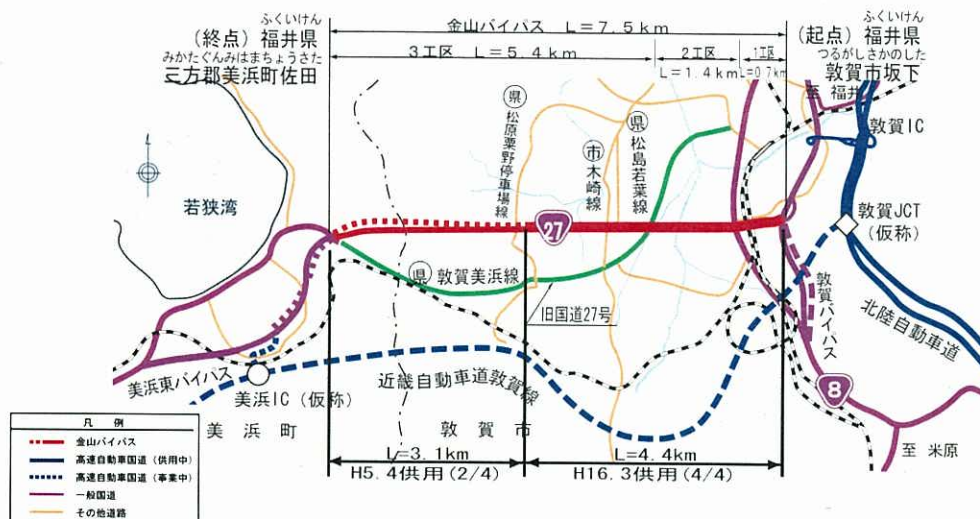 金山バイパス L=7.5km
3工区 L=5.4km
2工区
L=1.4km
1工区
L=0.7km
ふくいけん
(終点)福井県
みかたぐんみはまちょうさた
三方郡美浜町佐田
ふくいけん
(起点)福井県
つるがしさかのした
敦賀市坂下
至 福井
敦賀IC
県
松原粟野停車場線
市
木崎線
県
松島若葉線
若狭湾
27
敦賀JCT
(仮称)
県 敦賀美浜線
旧国道27号
敦賀バイパス
北陸自動車道
美浜東バイパス
美浜IC(仮称)
近畿自動車道敦賀線
8
美浜町
敦賀市
至 米原
L=3.1km
H5.4供用(2/4)
L=4.4km
H16.3供用(4/4)
凡例
金山バイパス
高速自動車国道(供用中)
高速自動車国道(事業中)
一般国道
その他道路